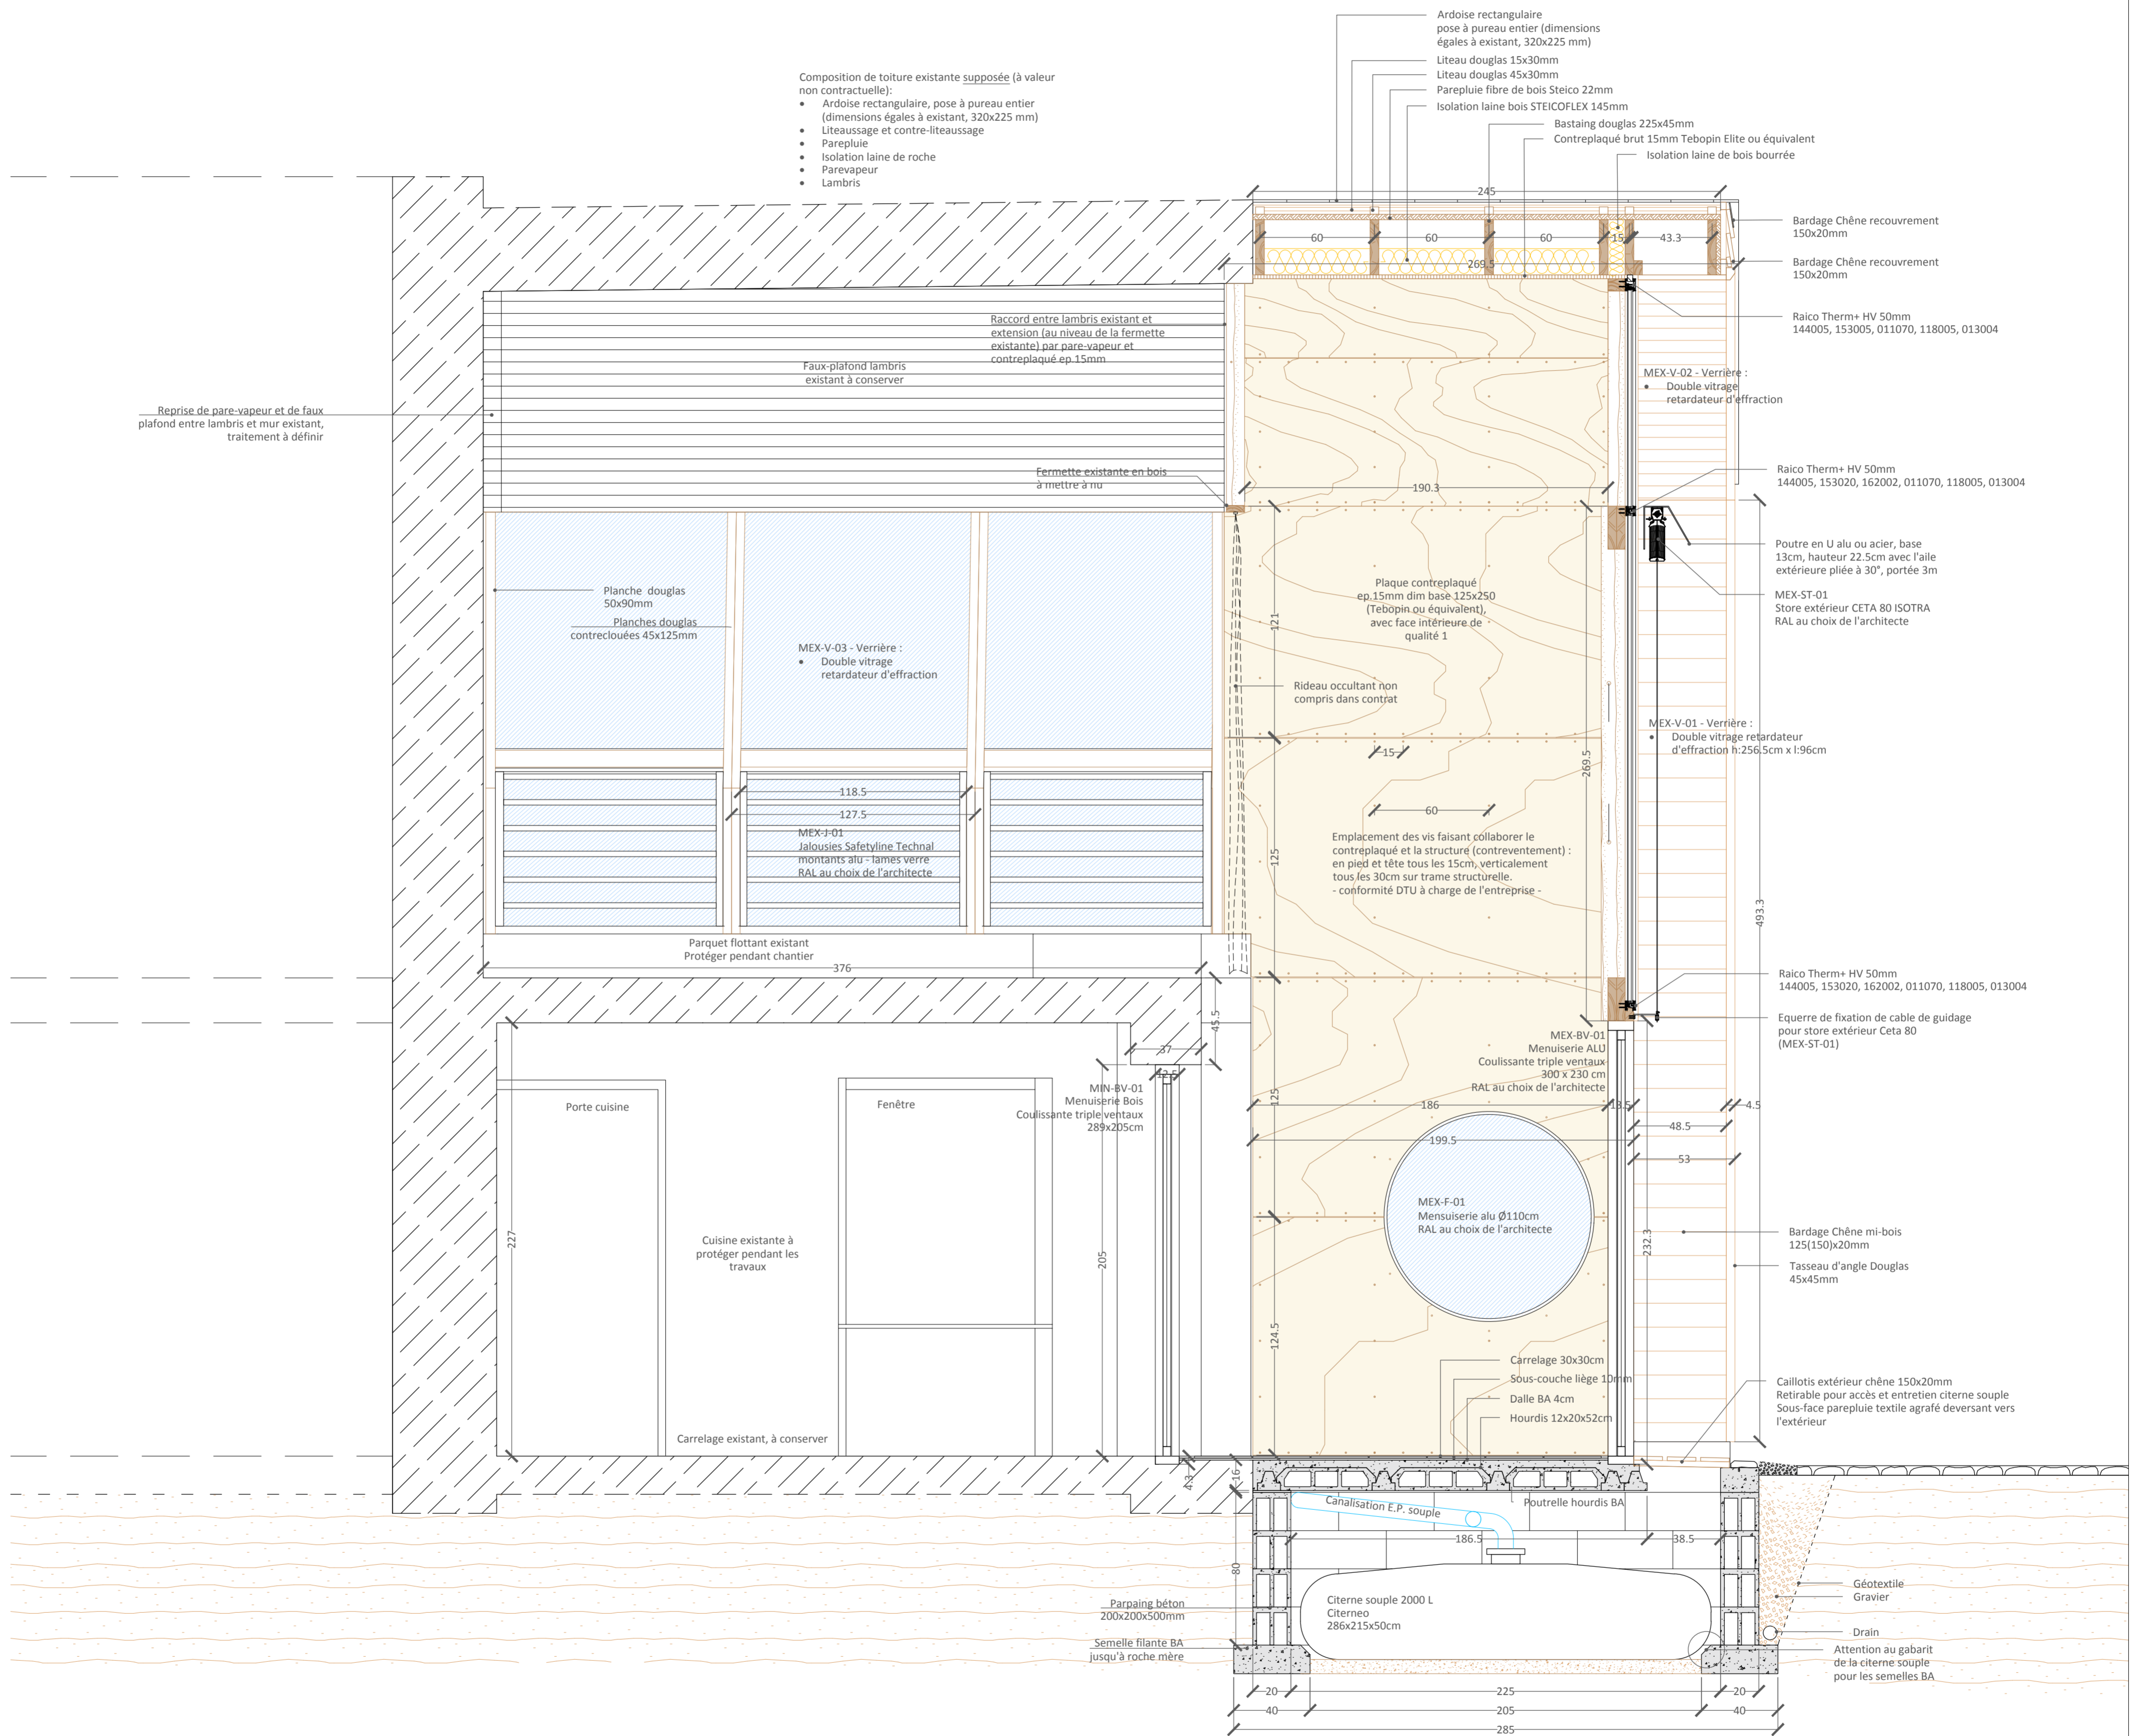 Ardoise rectangulaire
pose à pureau entier (dimensions
égales à existant, 320x225 mm)
Liteau douglas 15x30mm
Liteau douglas 45x30mm
Parepluie fibre de bois Steico 22mm
Isolation laine bois STEICOFLEX 145mm
Bastaing douglas 225x45mm
Contreplaqué brut 15mm Tebopin Elite ou équivalent
Isolation laine de bois bourrée
Composition de toiture existante supposée (à valeur
non contractuelle):
• Ardoise rectangulaire, pose à pureau entier
(dimensions égales à existant, 320x225 mm)
• Liteaussage et contre-liteaussage
• Parepluie
• Isolation laine de roche
• Parevapeur
• Lambris
245
60
60
60
15
43.3
269.5
Bardage Chêne recouvrement
150x20mm
Bardage Chêne recouvrement
150x20mm
Raico Therm+ HV 50mm
144005, 153005, 011070, 118005, 013004
Raccord entre lambris existant et
extension (au niveau de la fermette
existante) par pare-vapeur et
contreplaqué ep.15mm
Faux-plafond lambris
existant à conserver
MEX-V-02 - Verrière :
• Double vitrage
retardateur d'effraction
Reprise de pare-vapeur et de faux
plafond entre lambris et mur existant,
traitement à définir
Fermette existante en bois
à mettre à nu
190.3
Raico Therm+ HV 50mm
144005, 153020, 162002, 011070, 118005, 013004
Poutre en U alu ou acier, base
13cm, hauteur 22.5cm avec l'aile
extérieure pliée à 30°, portée 3m
MEX-ST-01
Store extérieur CETA 80 ISOTRA
RAL au choix de l'architecte
Planche douglas
50x90mm
Planches douglas
contreclouées 45x125mm
MEX-V-03 - Verrière :
• Double vitrage
retardateur d'effraction
Plaque contreplaqué
ep.15mm dim base 125x250
(Tebopin ou équivalent),
avec face intérieure de
qualité 1
121
Rideau occultant non
compris dans contrat
MEX-V-01 - Verrière :
• Double vitrage retardateur
d'effraction h:256.5cm x l:96cm
15
269.5
118.5
127.5
60
MEX-J-01
Jalousies Safetyline Technal
montants alu - lames verre
RAL au choix de l'architecte
Emplacement des vis faisant collaborer le
contreplaqué et la structure (contreventement) :
en pied et tête tous les 15cm, verticalement
tous les 30cm sur trame structurelle.
- conformité DTU à charge de l'entreprise -
125
493.3
Parquet flottant existant
Protéger pendant chantier
376
Raico Therm+ HV 50mm
144005, 153020, 162002, 011070, 118005, 013004
Equerre de fixation de cable de guidage
pour store extérieur Ceta 80
(MEX-ST-01)
45.5
37
12.5
MEX-BV-01
Menuiserie ALU
Coulissante triple ventaux
300 x 230 cm
RAL au choix de l'architecte
MIN-BV-01
Menuiserie Bois
Coulissante triple ventaux
289x205cm
Porte cuisine
Fenêtre
125
186
13.5
4.5
48.5
199.5
53
MEX-F-01
Mensuiserie alu Ø110cm
RAL au choix de l'architecte
227
Cuisine existante à
protéger pendant les
travaux
205
232.3
Bardage Chêne mi-bois
125(150)x20mm
Tasseau d'angle Douglas
45x45mm
124.5
Carrelage 30x30cm
Sous-couche liège 10mm
Dalle BA 4cm
Hourdis 12x20x52cm
Caillotis extérieur chêne 150x20mm
Retirable pour accès et entretien citerne souple
Sous-face parepluie textile agrafé deversant vers
l'extérieur
Carrelage existant, à conserver
4.3
16
Canalisation E.P. souple
Poutrelle hourdis BA
186.5
38.5
80
Parpaing béton
200x200x500mm
Citerne souple 2000 L
Citerneo
286x215x50cm
Géotextile
Gravier
Drain
Semelle filante BA
jusqu'à roche mère
Attention au gabarit
de la citerne souple
pour les semelles BA
20
225
20
40
205
40
285